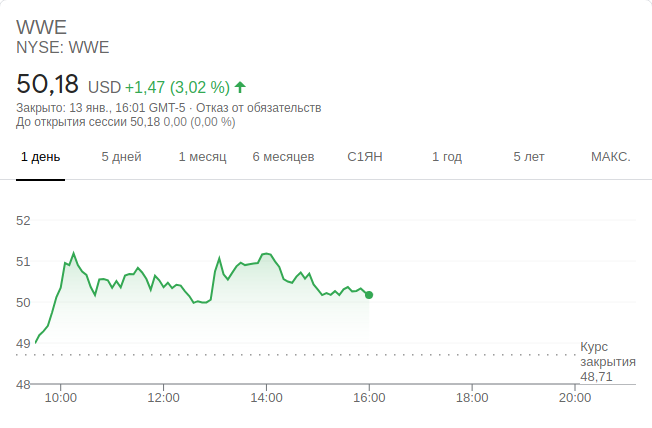 WWE
NYSE: WWE
50,18 USD +1,47 (3,02 %)
Закрыто: 13 янв., 16:01 GMT-5 · Отказ от обязательств
До открытия сессии 50,18 0,00 (0,00 %)
1 день 5 дней 1 месяц 6 месяцев С1ЯН 1 год 5 лет МАКС.
52
51
50
49
Курс
закрытия
48,71
48
10:00 12:00 14:00 16:00 18:00 20:00